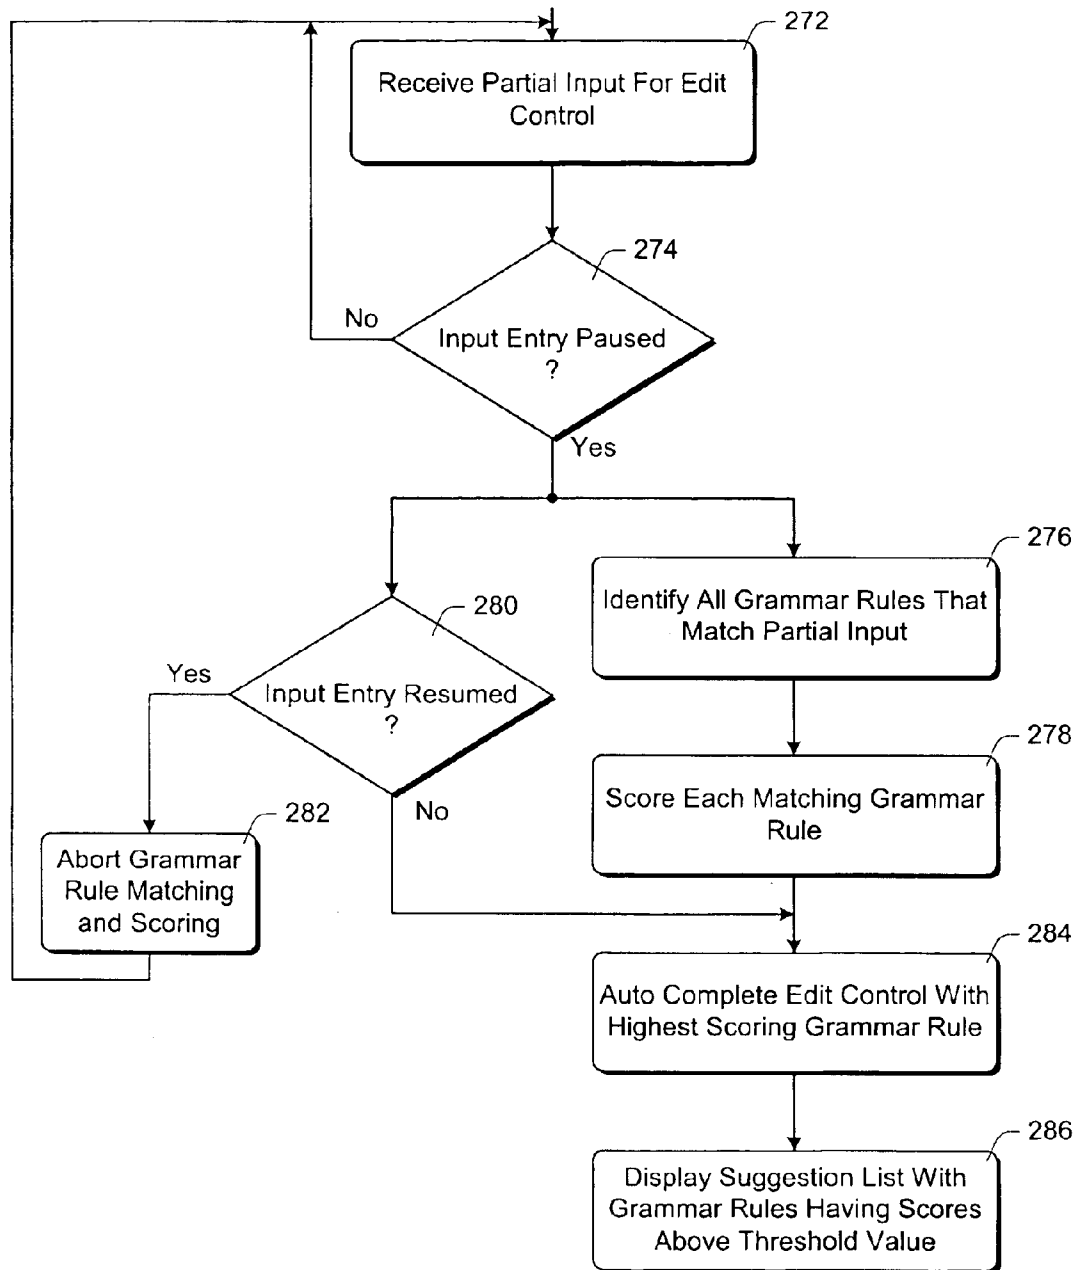 272
Receive Partial Input For Edit
Control
274
No
Input Entry Paused
?
Yes
276
Identify All Grammar Rules That
Match Partial Input
280
Yes
Input Entry Resumed
?
No
278
Score Each Matching Grammar
Rule
282
Abort Grammar
Rule Matching
and Scoring
284
Auto Complete Edit Control With
Highest Scoring Grammar Rule
286
Display Suggestion List With
Grammar Rules Having Scores
Above Threshold Value